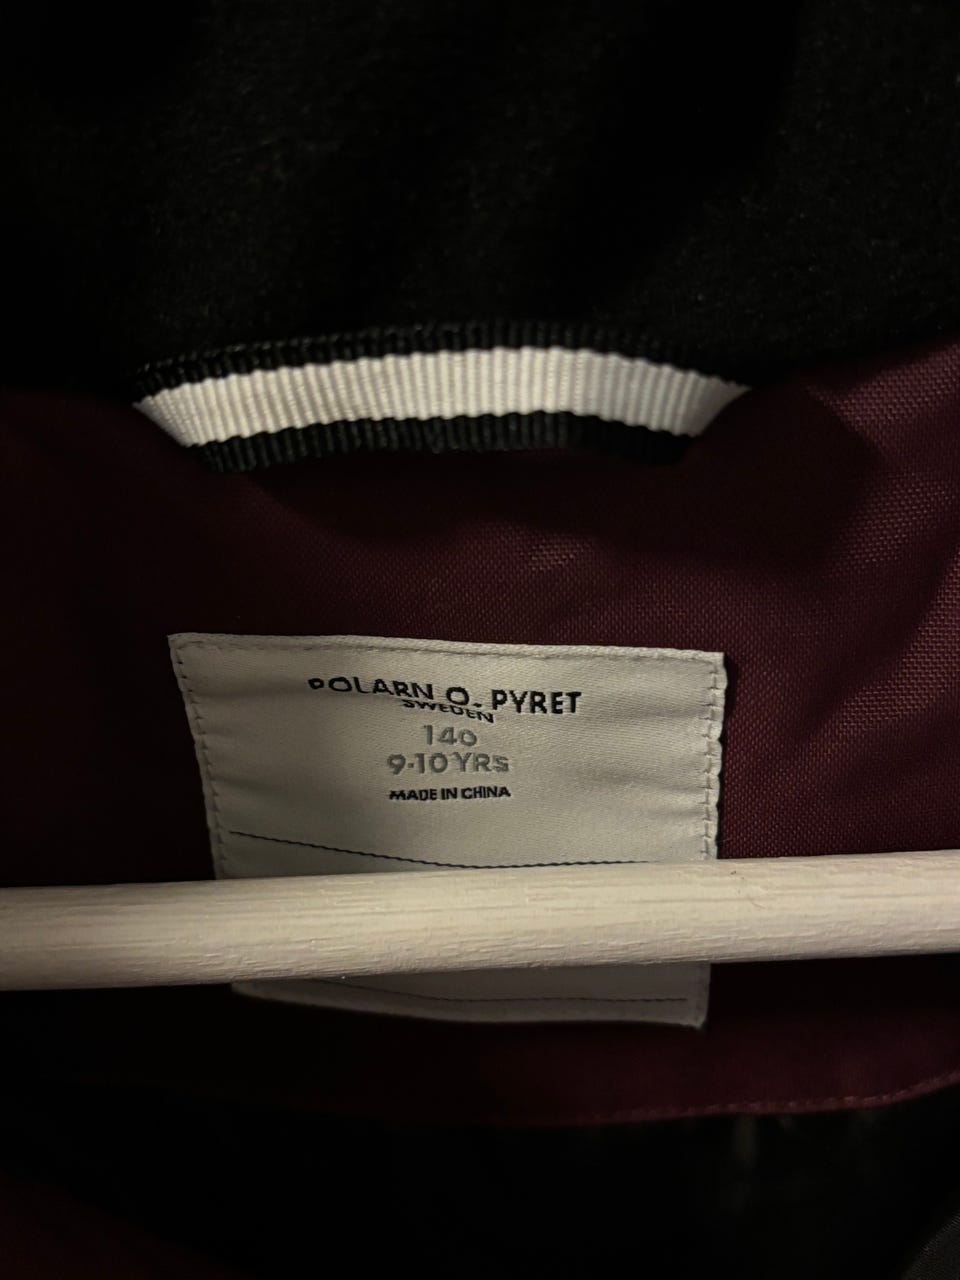 POLARN O. PYRET
SWEDEN
140
9-10 YRS
MADE IN CHINA